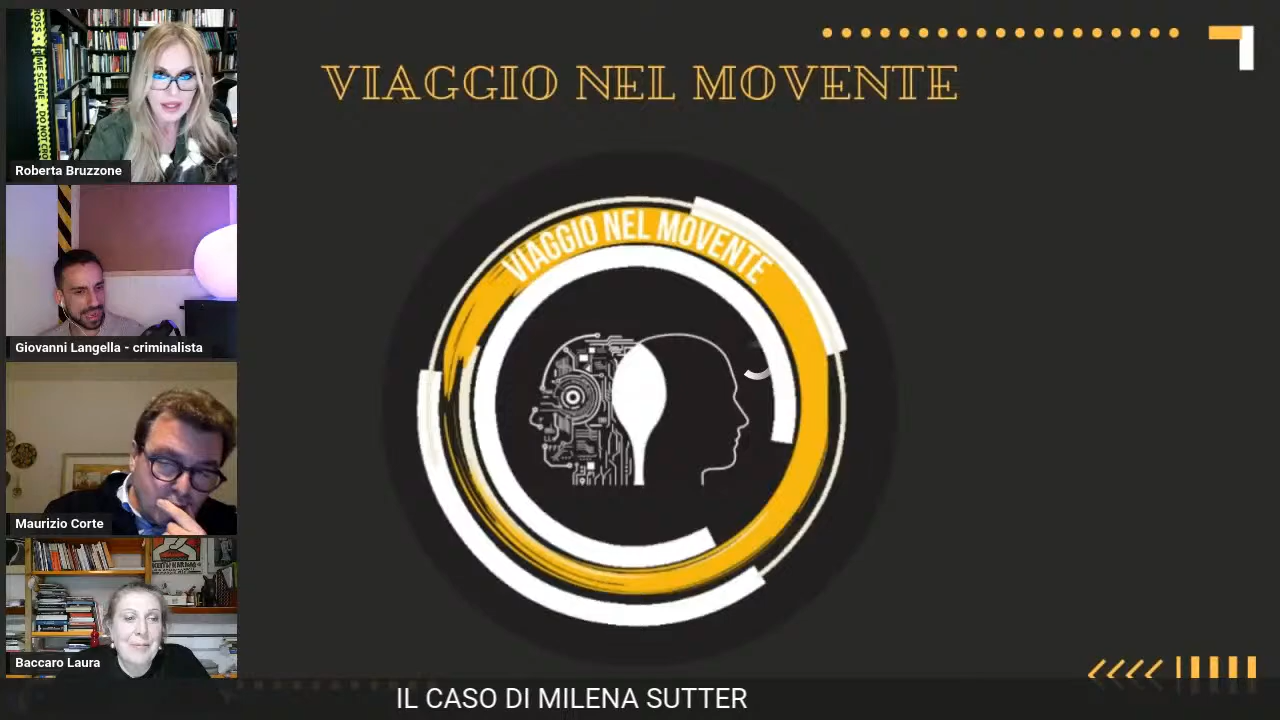 VIAGGIO NEL MOVENTE
Roberta Bruzzone
Giovanni Langella - criminalista
Maurizio Corte
Baccaro Laura
VIAGGIO NEL MOVENTE
IL CASO DI MILENA SUTTER